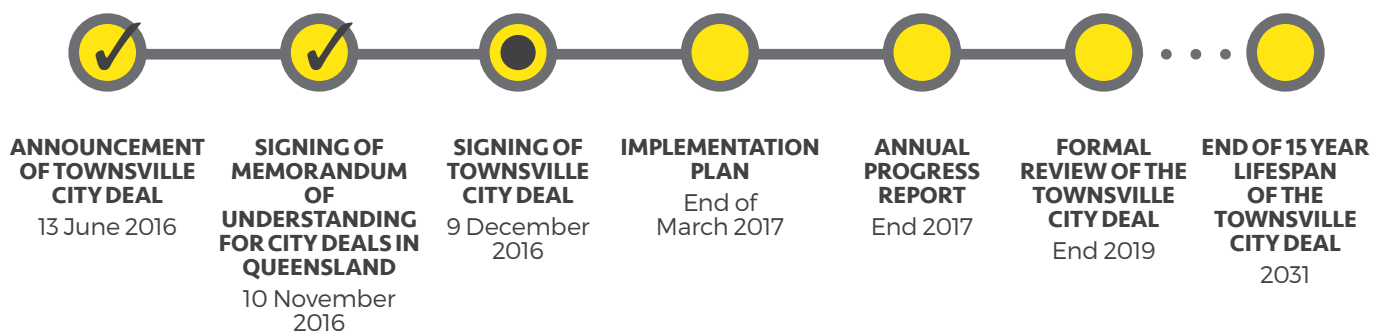 ANNOUNCEMENT
OF TOWNSVILLE
CITY DEAL
13 June 2016
SIGNING OF
MEMORANDUM
OF
UNDERSTANDING
FOR CITY DEALS IN
QUEENSLAND
10 November
2016
SIGNING OF
TOWNSVILLE
CITY DEAL
9 December
2016
IMPLEMENTATION
PLAN
End of
March 2017
ANNUAL
PROGRESS
REPORT
End 2017
FORMAL
REVIEW OF THE
TOWNSVILLE
CITY DEAL
End 2019
END OF 15 YEAR
LIFESPAN
OF THE
TOWNSVILLE
CITY DEAL
2031